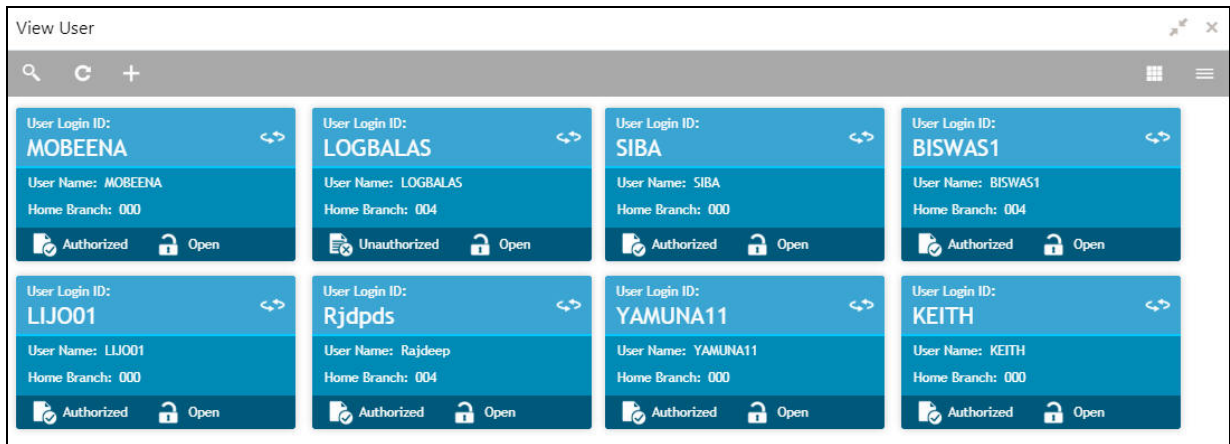 View User
User Login ID:
MOBEENA
User Name: MOBEENA
Home Branch: 000
Authorized Open
User Login ID:
LOGBALAS
User Name: LOGBALAS
Home Branch: 004
Unauthorized Open
User Login ID:
SIBA
User Name: SIBA
Home Branch: 000
Authorized Open
User Login ID:
BISWAS1
User Name: BISWAS1
Home Branch: 004
Authorized Open
User Login ID:
LIJO01
User Name: LIJO01
Home Branch: 000
Authorized Open
User Login ID:
Rjdpds
User Name: Rajdeep
Home Branch: 004
Authorized Open
User Login ID:
YAMUNA11
User Name: YAMUNA11
Home Branch: 000
Authorized Open
User Login ID:
KEITH
User Name: KEITH
Home Branch: 000
Authorized Open